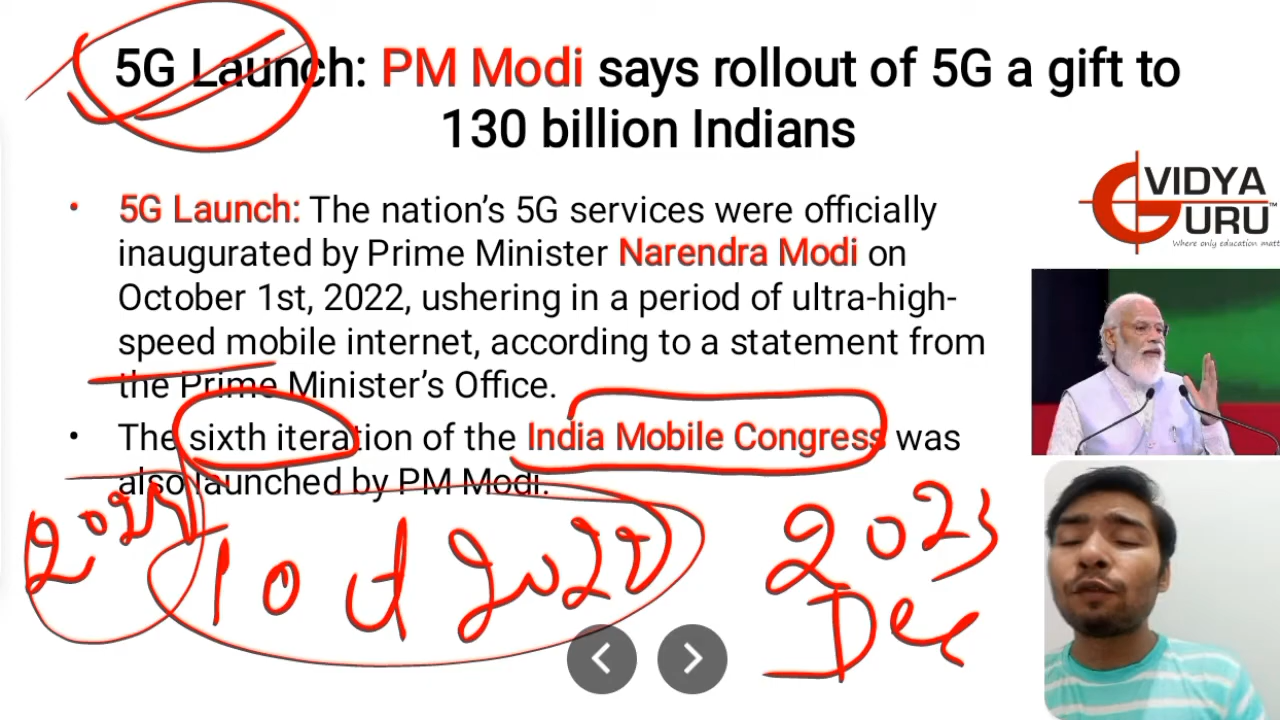 5G Launch: PM Modi says rollout of 5G a gift to
130 billion Indians
VIDYA
GURU™
Where only education matt
• 5G Launch: The nation's 5G services were officially
inaugurated by Prime Minister Narendra Modi on
October 1st, 2022, ushering in a period of ultra-high-
speed mobile internet, according to a statement from
the Prime Minister's Office.
• The sixth iteration of the India Mobile Congress was
also launched by PM Modi.
1 Oct 2022
2023
Dec